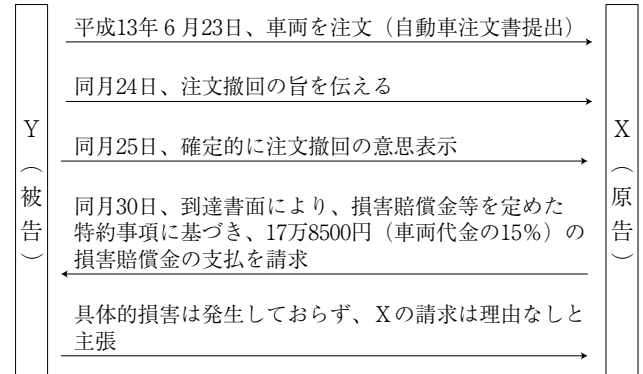 平成13年6月23日、車両を注文（自動車注文書提出）
同月24日、注文撤回の旨を伝える
同月25日、確定的に注文撤回の意思表示
同月30日、到達書面により、損害賠償金等を定めた
特約事項に基づき、17万8500円（車両代金の15％）の
損害賠償金の支払を請求
具体的損害は発生しておらず、Ｘの請求は理由なしと
主張
Ｙ（被告）
Ｘ（原告）